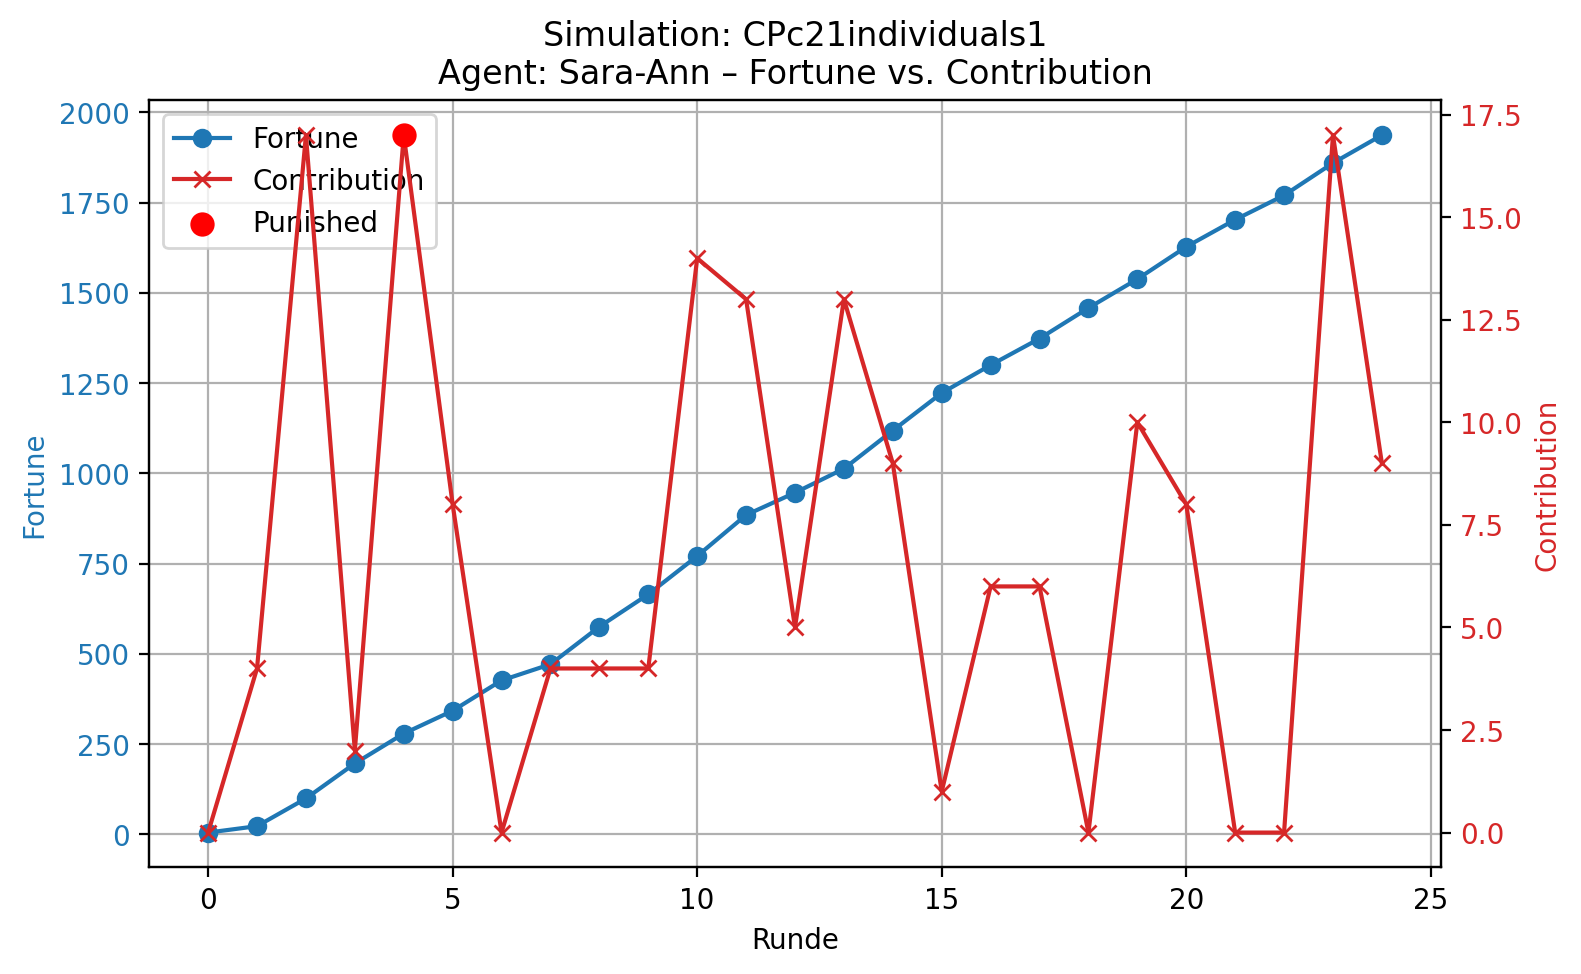 Simulation: CPc21individuals1
Agent: Sara-Ann – Fortune vs. Contribution
Fortune
Contribution
Punished
2000
1750
1500
1250
1000
750
500
250
0
Fortune
17.5
15.0
12.5
10.0
7.5
5.0
2.5
0.0
Contribution
0 5 10 15 20 25
Runde